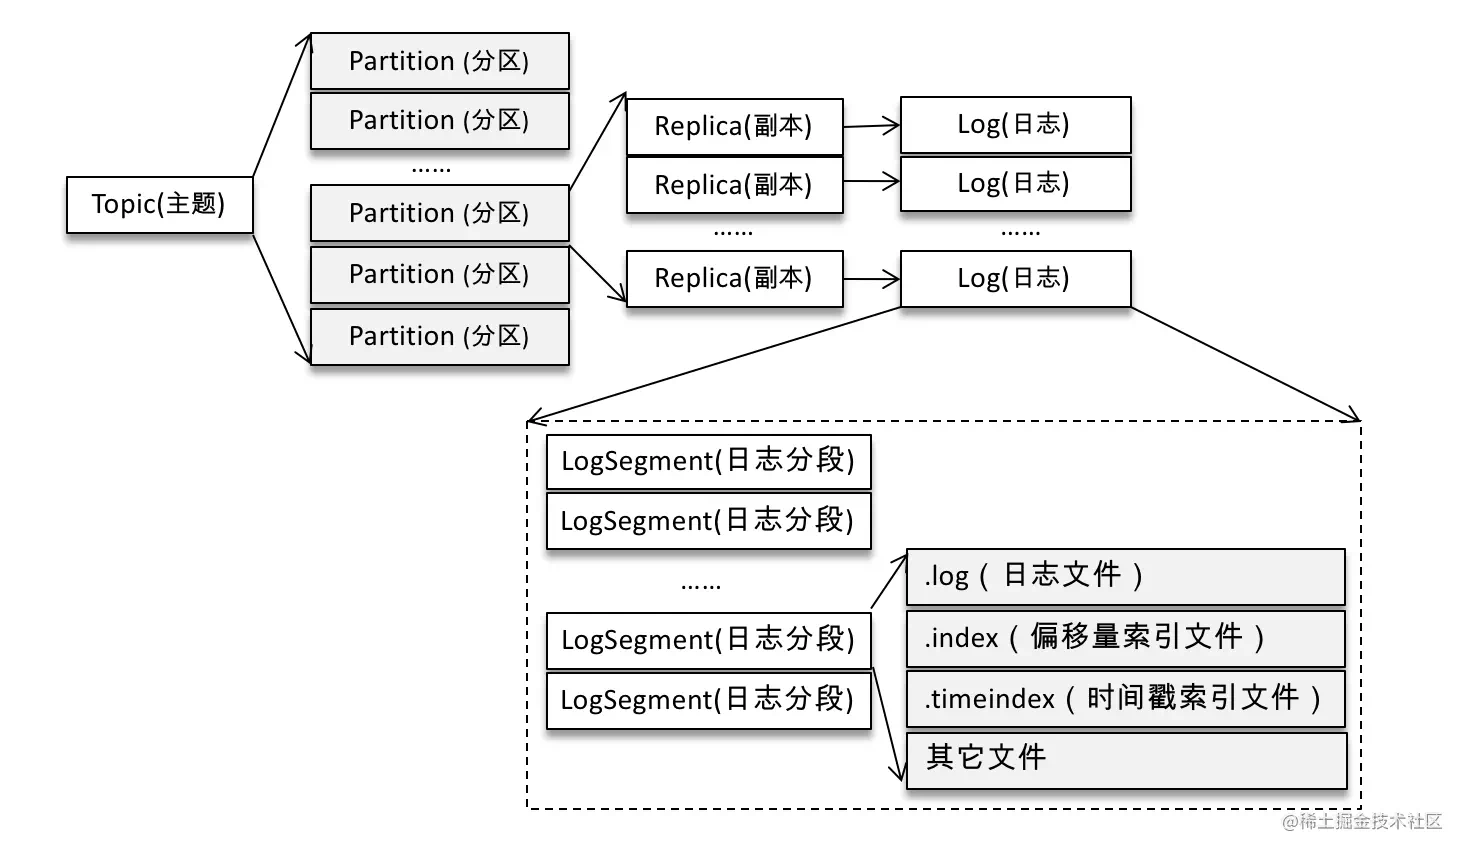 Topic(主题)
Partition (分区)
Partition (分区)
……
Partition (分区)
Partition (分区)
Partition (分区)
Replica(副本)
Replica(副本)
……
Replica(副本)
Log(日志)
Log(日志)
……
Log(日志)
LogSegment(日志分段)
LogSegment(日志分段)
……
LogSegment(日志分段)
LogSegment(日志分段)
.log（日志文件）
.index（偏移量索引文件）
.timeindex（时间戳索引文件）
其它文件
@稀土掘金技术社区